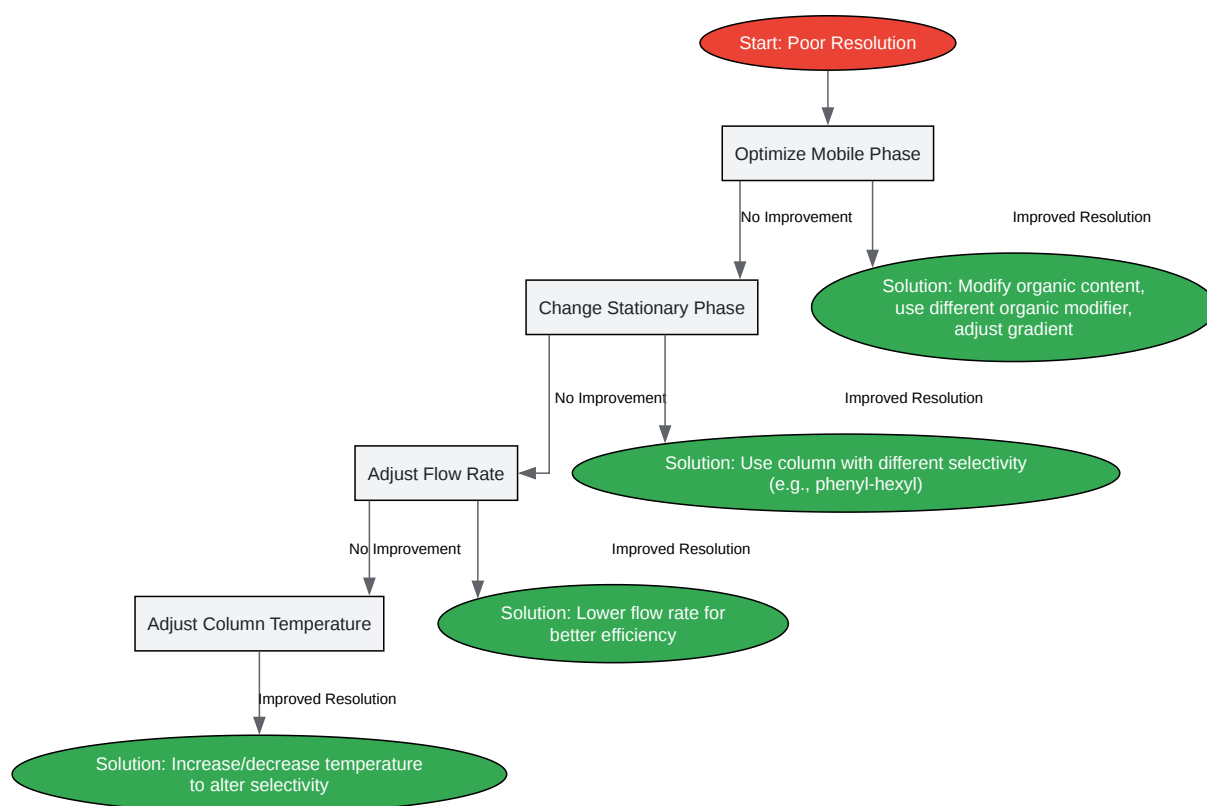 Start: Poor Resolution
Optimize Mobile Phase
No Improvement
Improved Resolution
Solution: Modify organic content,
use different organic modifier,
adjust gradient
Change Stationary Phase
No Improvement
Improved Resolution
Solution: Use column with different selectivity
(e.g., phenyl-hexyl)
Adjust Flow Rate
No Improvement
Improved Resolution
Solution: Lower flow rate for
better efficiency
Adjust Column Temperature
Improved Resolution
Solution: Increase/decrease temperature
to alter selectivity